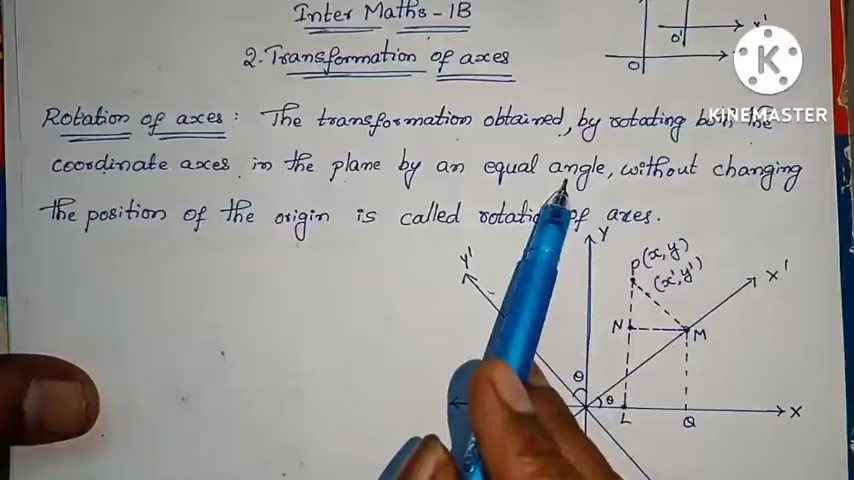 Inter Maths - 1B
2. Transformation of axes
Rotation of axes : The transformation obtained, by rotating both the
coordinate axes in the plane by an equal angle, without changing
the position of the origin is called rotation of axes.
O'
X'
O
K
KINEMASTER
Y'
Y
P(x,y)
(x',y')
X'
N
M
θ
θ
L
Q
X